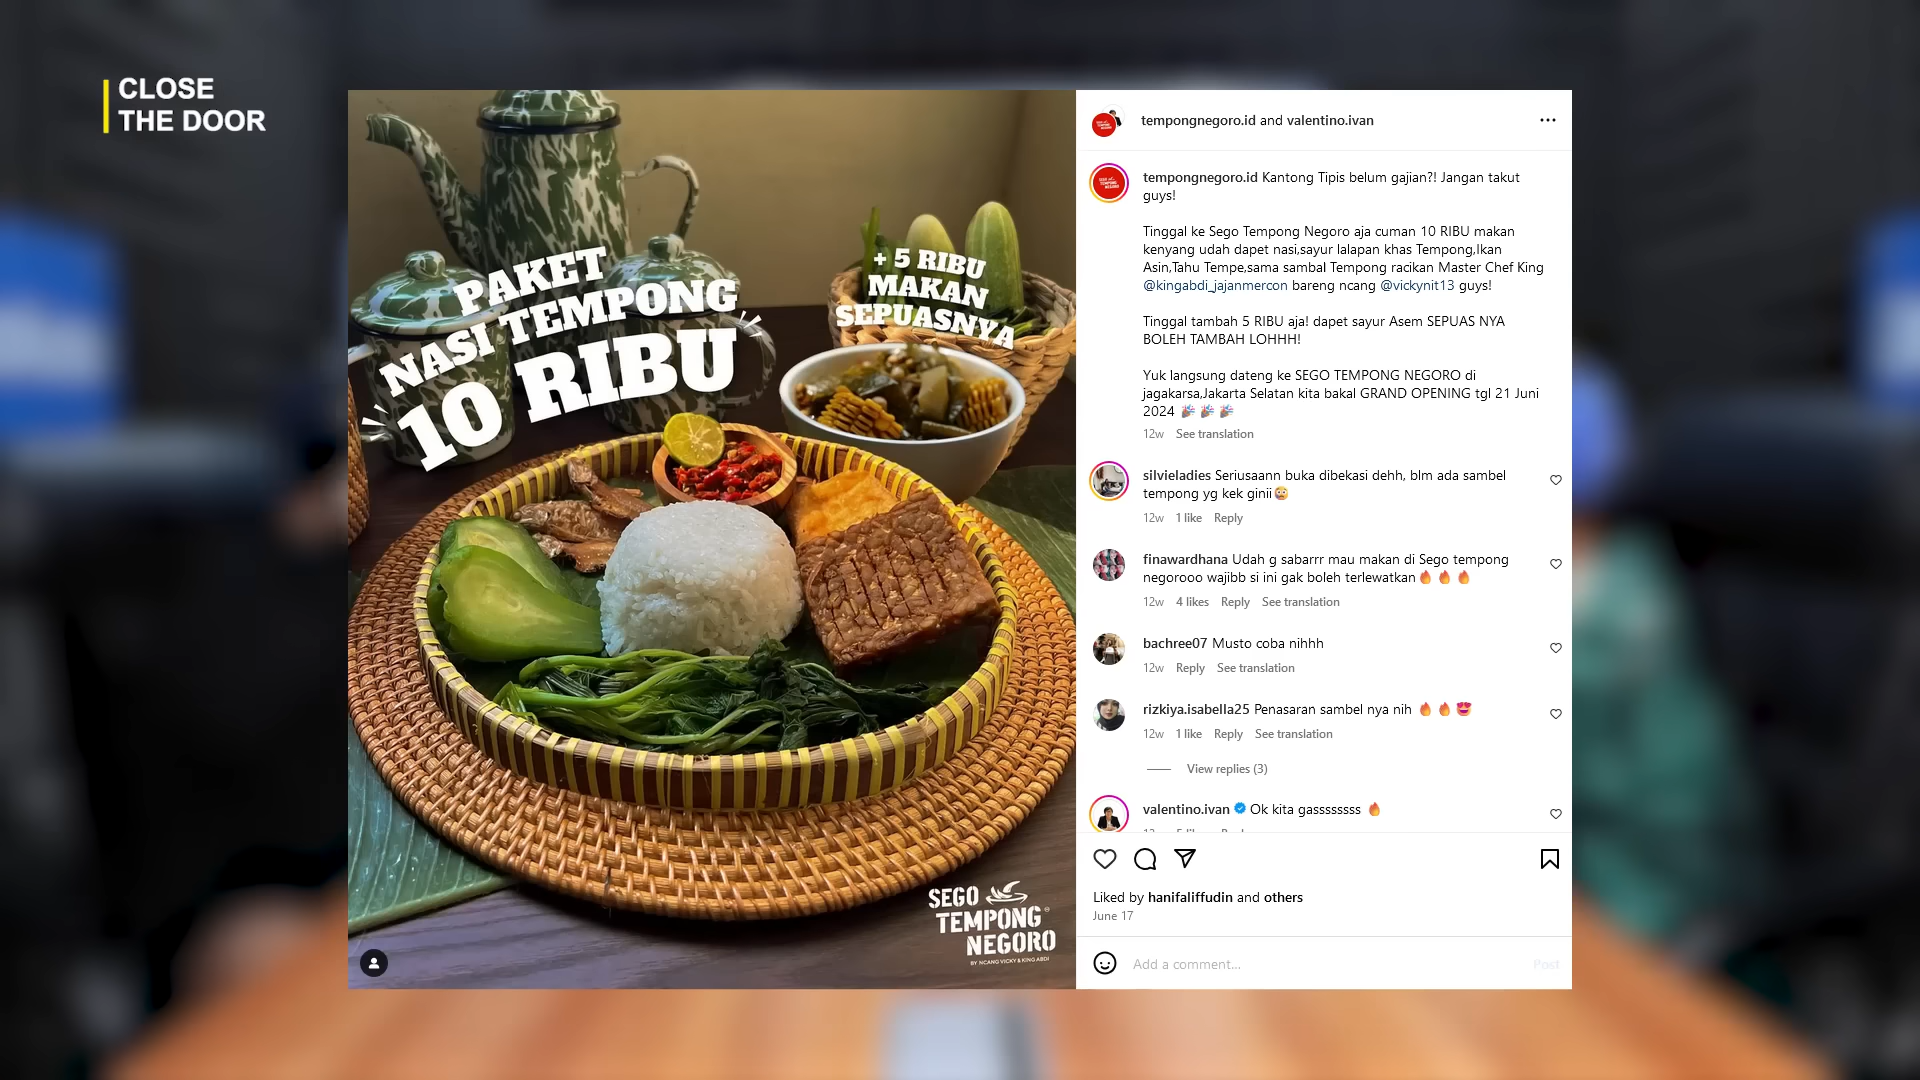 CLOSE
THE DOOR
PAKET
NASI TEMPONG
10 RIBU
+ 5 RIBU
MAKAN
SEPUASNYA
SEGO
TEMPONG
NEGORO
BY NCANG VICKY & KING ABDI
tempongnegoro.id and valentino.ivan
tempongnegoro.id Kantong Tipis belum gajian?! Jangan takut
guys!
Tinggal ke Sego Tempong Negoro aja cuman 10 RIBU makan
kenyang udah dapet nasi,sayur lalapan khas Tempong,Ikan
Asin,Tahu Tempe,sama sambal Tempong racikan Master Chef King
@kingabdi_jajanmercon bareng ncang @vickynit13 guys!
Tinggal tambah 5 RIBU aja! dapet sayur Asem SEPUAS NYA
BOLEH TAMBAH LOHHH!
Yuk langsung dateng ke SEGO TEMPONG NEGORO di
jagakarsa,Jakarta Selatan kita bakal GRAND OPENING tgl 21 Juni
2024 🎉 🎉 🎉
12w See translation
silvieladies Seriusaann buka dibekasi dehh, blm ada sambel
tempong yg kek ginii😭
12w 1 like Reply
finawardhana Udah g sabarrr mau makan di Sego tempong
negorooo wajibb si ini gak boleh terlewatkan🔥 🔥 🔥
12w 4 likes Reply See translation
bachree07 Musto coba nihhh
12w Reply See translation
rizkiya.isabella25 Penasaran sambel nya nih 🔥 🔥 😍
12w 1 like Reply See translation
View replies (3)
valentino.ivan Ok kita gassssssss 🔥
Liked by hanifaliffudin and others
June 17
Add a comment...
Post